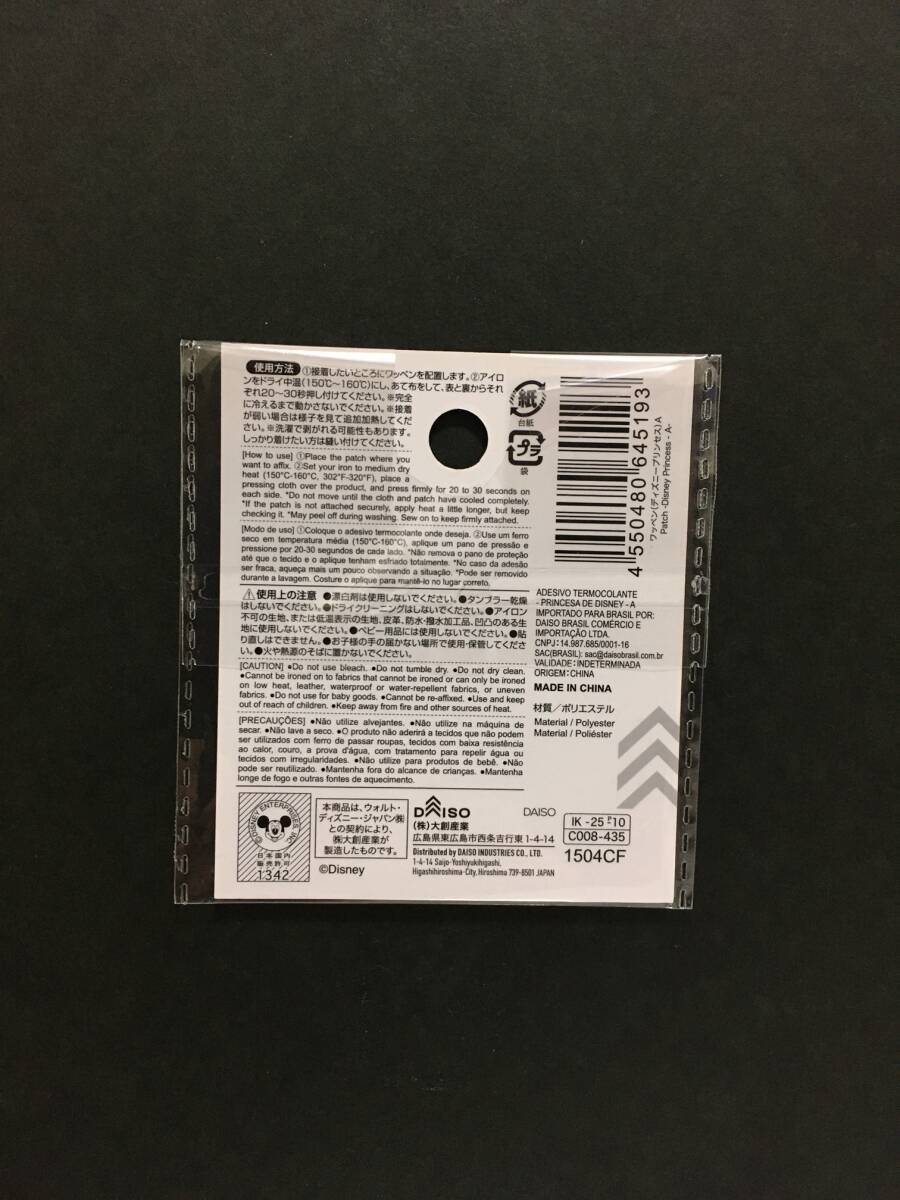 使用方法 ①接着したいところにワッペンを配置します。②アイロ
ンをドライ中温(150℃～160℃)にし、あて布をして、表と裏からそれ
ぞれ20～30秒押し付けてください。※完全
に冷えるまで動かさないでください。※接着
が弱い場合は様子を見て追加加熱してくだ
さい。※洗濯で剥がれる可能性もあります。
しっかり着けたい方は縫い付けてください。
[How to use] ①Place the patch where you
want to affix. ②Set your iron to medium dry
heat (150°C-160°C, 302°F-320°F), place a
pressing cloth over the product, and press firmly for 20 to 30 seconds on
each side. *Do not move until the cloth and patch have cooled completely.
*If the patch is not attached securely, apply heat a little longer, but keep
checking it. *May peel off during washing. Sew on to keep firmly attached.
[Modo de uso] ①Coloque o adesivo termocolante onde deseja. ②Use um ferro
seco em temperatura média (150°C-160°C), aplique um pano de pressão e
pressione por 20-30 segundos de cada lado. *Não remova o pano de proteção
até que o tecido e o aplique tenham esfriado totalmente. *No caso da adesão
ser fraca, aqueça mais um pouco observando a situação. *Pode ser removido
durante a lavagem. Costure o aplique para mantê-lo no lugar correto.
使用上の注意 ●漂白剤は使用しないでください。●タンブラー乾燥
はしないでください。●ドライクリーニングはしないでください。●アイロン
不可の生地、または低温表示の生地、皮革、防水・撥水加工品、凹凸のある生
地に使用しないでください。●ベビー用品には使用しないでください。●貼
り直しはできません。●お子様の手の届かない場所で使用・保管してくださ
い。●火や熱源のそばに置かないでください。
[CAUTION] ●Do not use bleach. ●Do not tumble dry. ●Do not dry clean.
●Cannot be ironed on to fabrics that cannot be ironed or can only be ironed
on low heat, leather, waterproof or water-repellent fabrics, or uneven
fabrics. ●Do not use for baby goods. ●Cannot be re-affixed. ●Use and keep
out of reach of children. ●Keep away from fire and other sources of heat.
[PRECAUÇÕES] ●Não utilize alvejantes. ●Não utilize na máquina de
secar. ●Não lave a seco. ●O produto não aderirá a tecidos que não podem
ser utilizados com ferro de passar roupas, tecidos com baixa resistência
ao calor, couro, a prova d'água, com tratamento para repelir água ou
tecidos com irregularidades. ●Não utilize para produtos de bebê. ●Não
pode ser reutilizado. ●Mantenha fora do alcance de crianças. ●Mantenha
longe de fogo e outras fontes de aquecimento.
紙
台紙
プラ
袋
4 550480 645193
ワッペン(ディズニープリンセス)A
Patch -Disney Princess - A-
ADESIVO TERMOCOLANTE
- PRINCESA DE DISNEY - A
IMPORTADO PARA BRASIL POR:
DAISO BRASIL COMÉRCIO E
IMPORTAÇÃO LTDA.
CNPJ:14.987.685/0001-16
SAC(BRASIL): sac@daisobrasil.com.br
VALIDADE:INDETERMINADA
ORIGEM:CHINA
MADE IN CHINA
材質／ポリエステル
Material / Polyester
Material / Poliéster
©DISNEY ENTERPRISES, INC.
日本国内
販売許可
1342
本商品は、ウォルト・
ディズニー・ジャパン㈱
との契約により、
㈱大創産業が
製造したものです。
©Disney
DAISO
(株)大創産業
広島県東広島市西条吉行東 1-4-14
Distributed by DAISO INDUSTRIES CO., LTD.
1-4-14 Saijo-Yoshiyukihigashi,
Higashihiroshima-City, Hiroshima 739-8501 JAPAN
DAISO
IK -25 P10
C008-435
1504CF